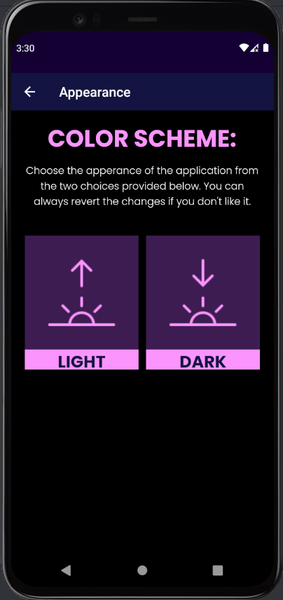 3:30
Appearance
COLOR SCHEME:
Choose the apperance of the application from
the two choices provided below. You can
always revert the changes if you don't like it.
LIGHT
DARK